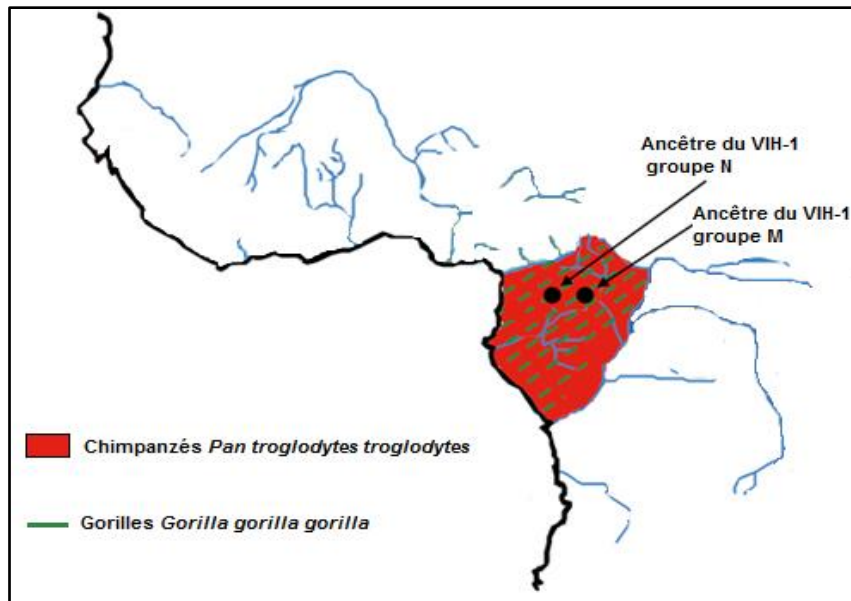 Ancêtre du VIH-1
groupe N
Ancêtre du VIH-1
groupe M
Chimpanzés Pan troglodytes troglodytes
Gorilles Gorilla gorilla gorilla